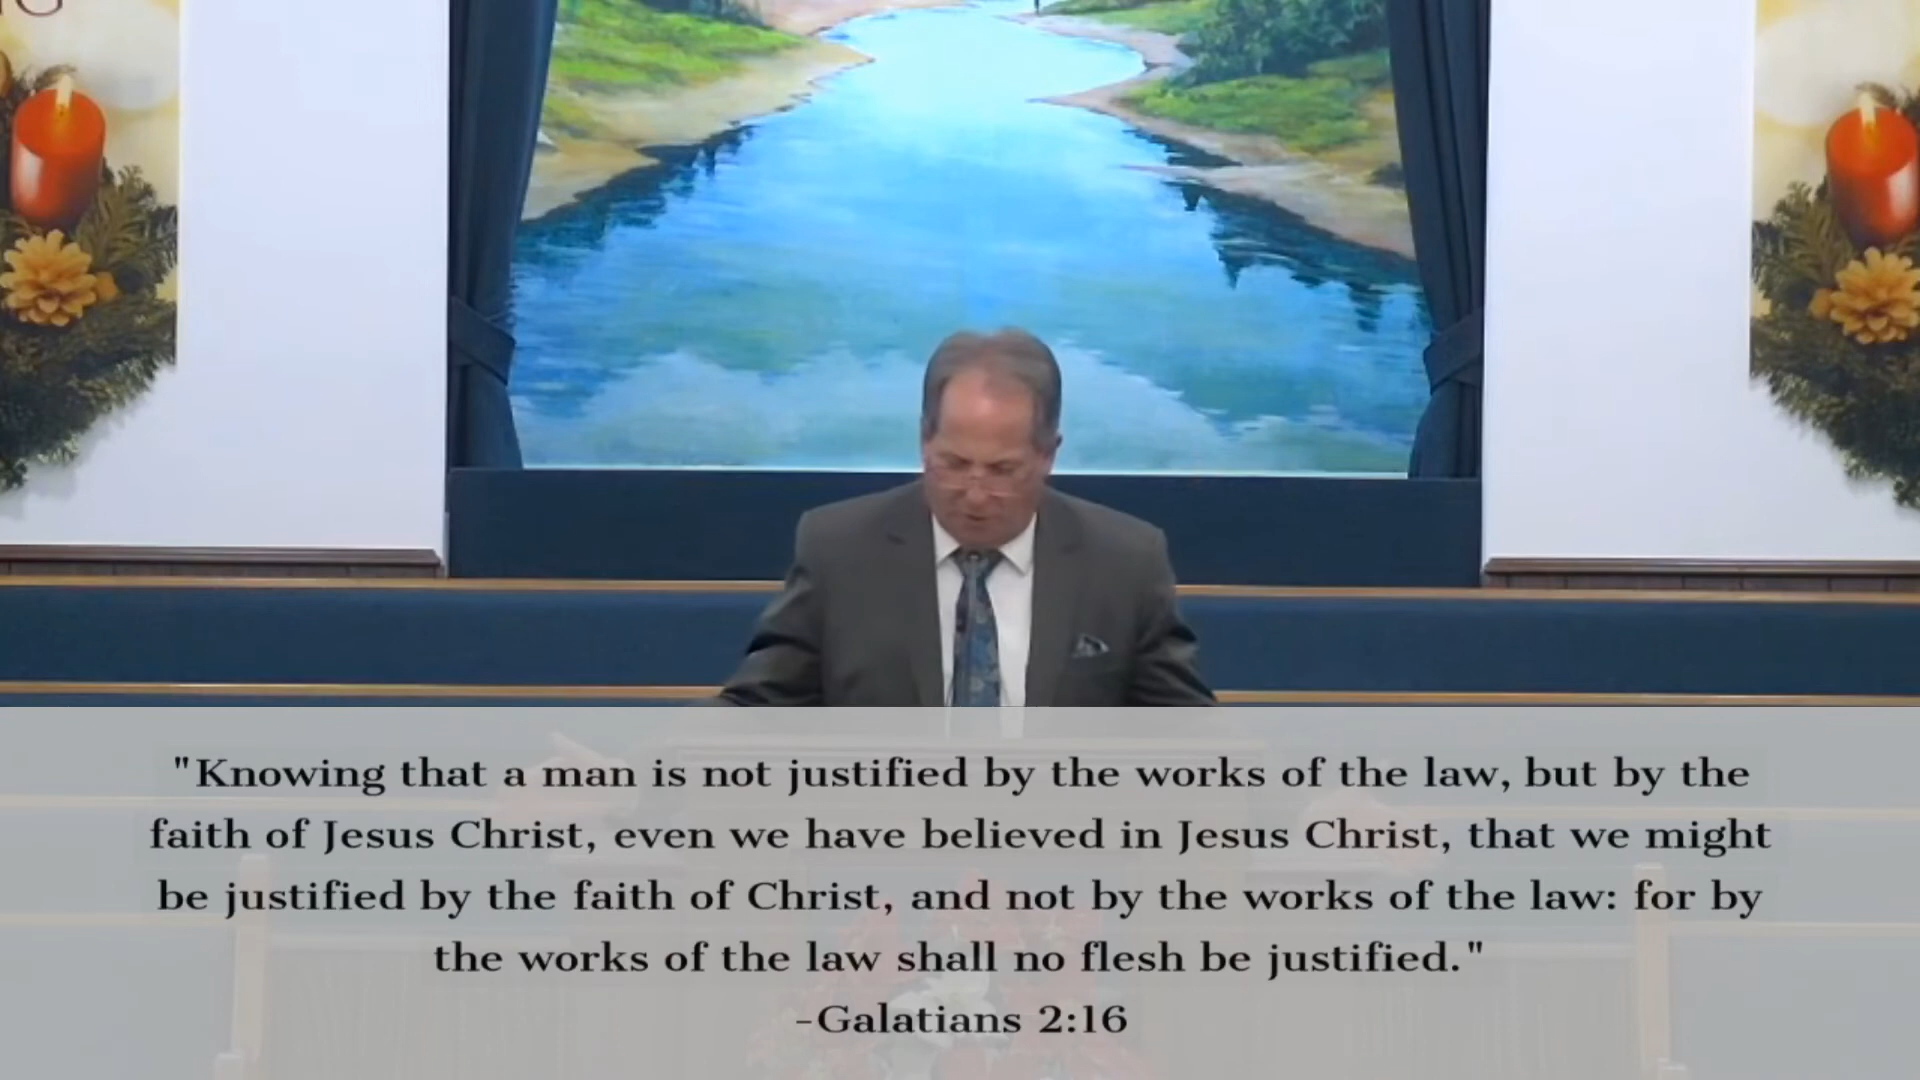 "Knowing that a man is not justified by the works of the law, but by the
faith of Jesus Christ, even we have believed in Jesus Christ, that we might
be justified by the faith of Christ, and not by the works of the law: for by
the works of the law shall no flesh be justified."
-Galatians 2:16